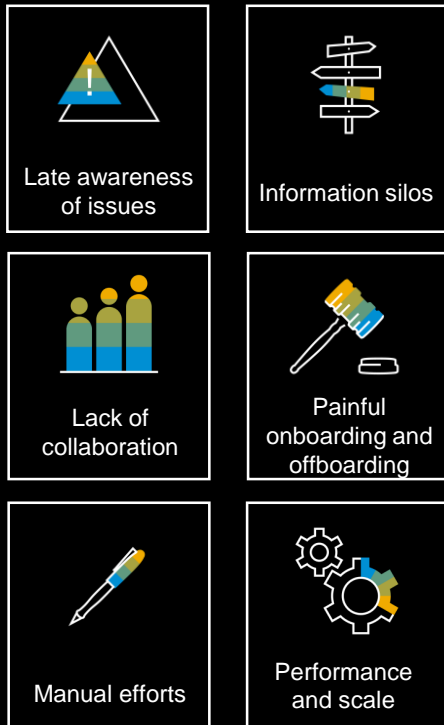 !
Late awareness
of issues
Information silos
Lack of
collaboration
Painful
onboarding and
offboarding
Manual efforts
Performance
and scale